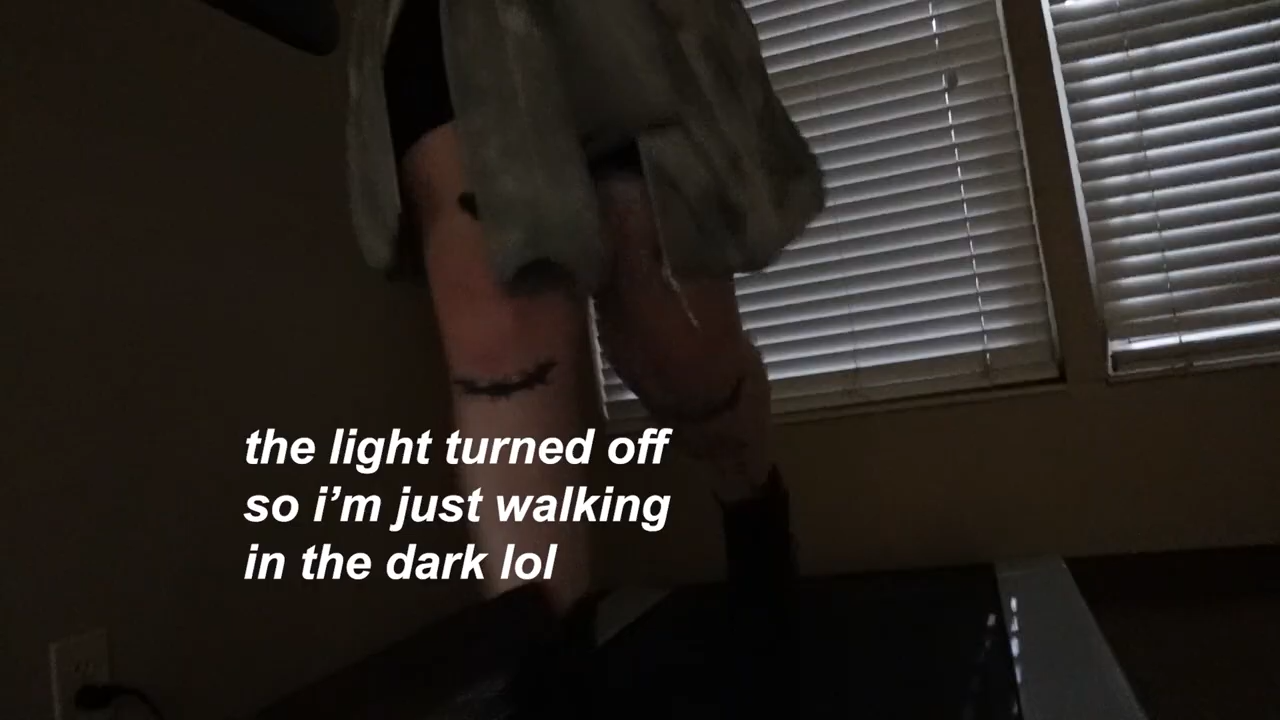 the light turned off
so i’m just walking
in the dark lol